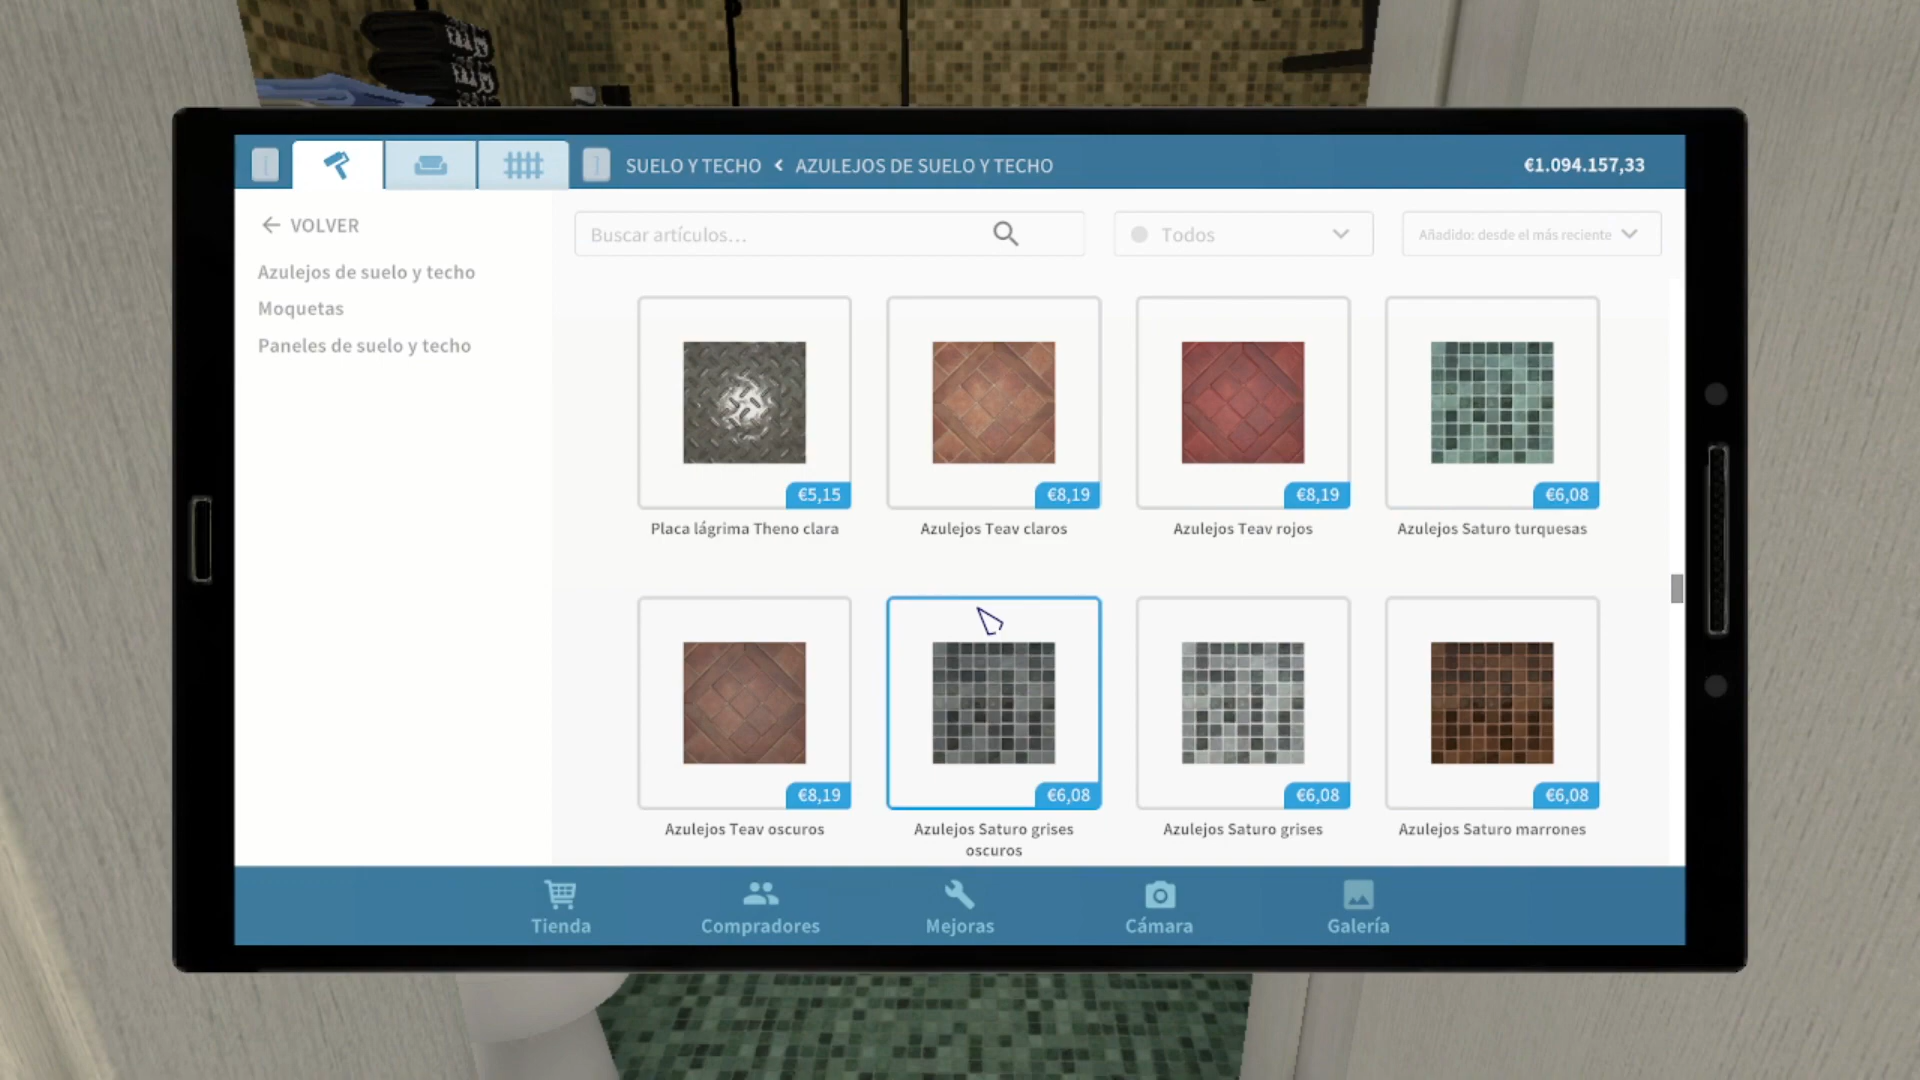 SUELO Y TECHO < AZULEJOS DE SUELO Y TECHO
€1.094.157,33
VOLVER
Azulejos de suelo y techo
Moquetas
Paneles de suelo y techo
Buscar artículos...
Todos
Añadido: desde el más reciente
€5,15
€8,19
€8,19
€6,08
Placa lágrima Theno clara
Azulejos Teav claros
Azulejos Teav rojos
Azulejos Saturo turquesas
€8,19
€6,08
€6,08
€6,08
Azulejos Teav oscuros
Azulejos Saturo grises
oscuros
Azulejos Saturo grises
Azulejos Saturo marrones
Tienda
Compradores
Mejoras
Cámara
Galería